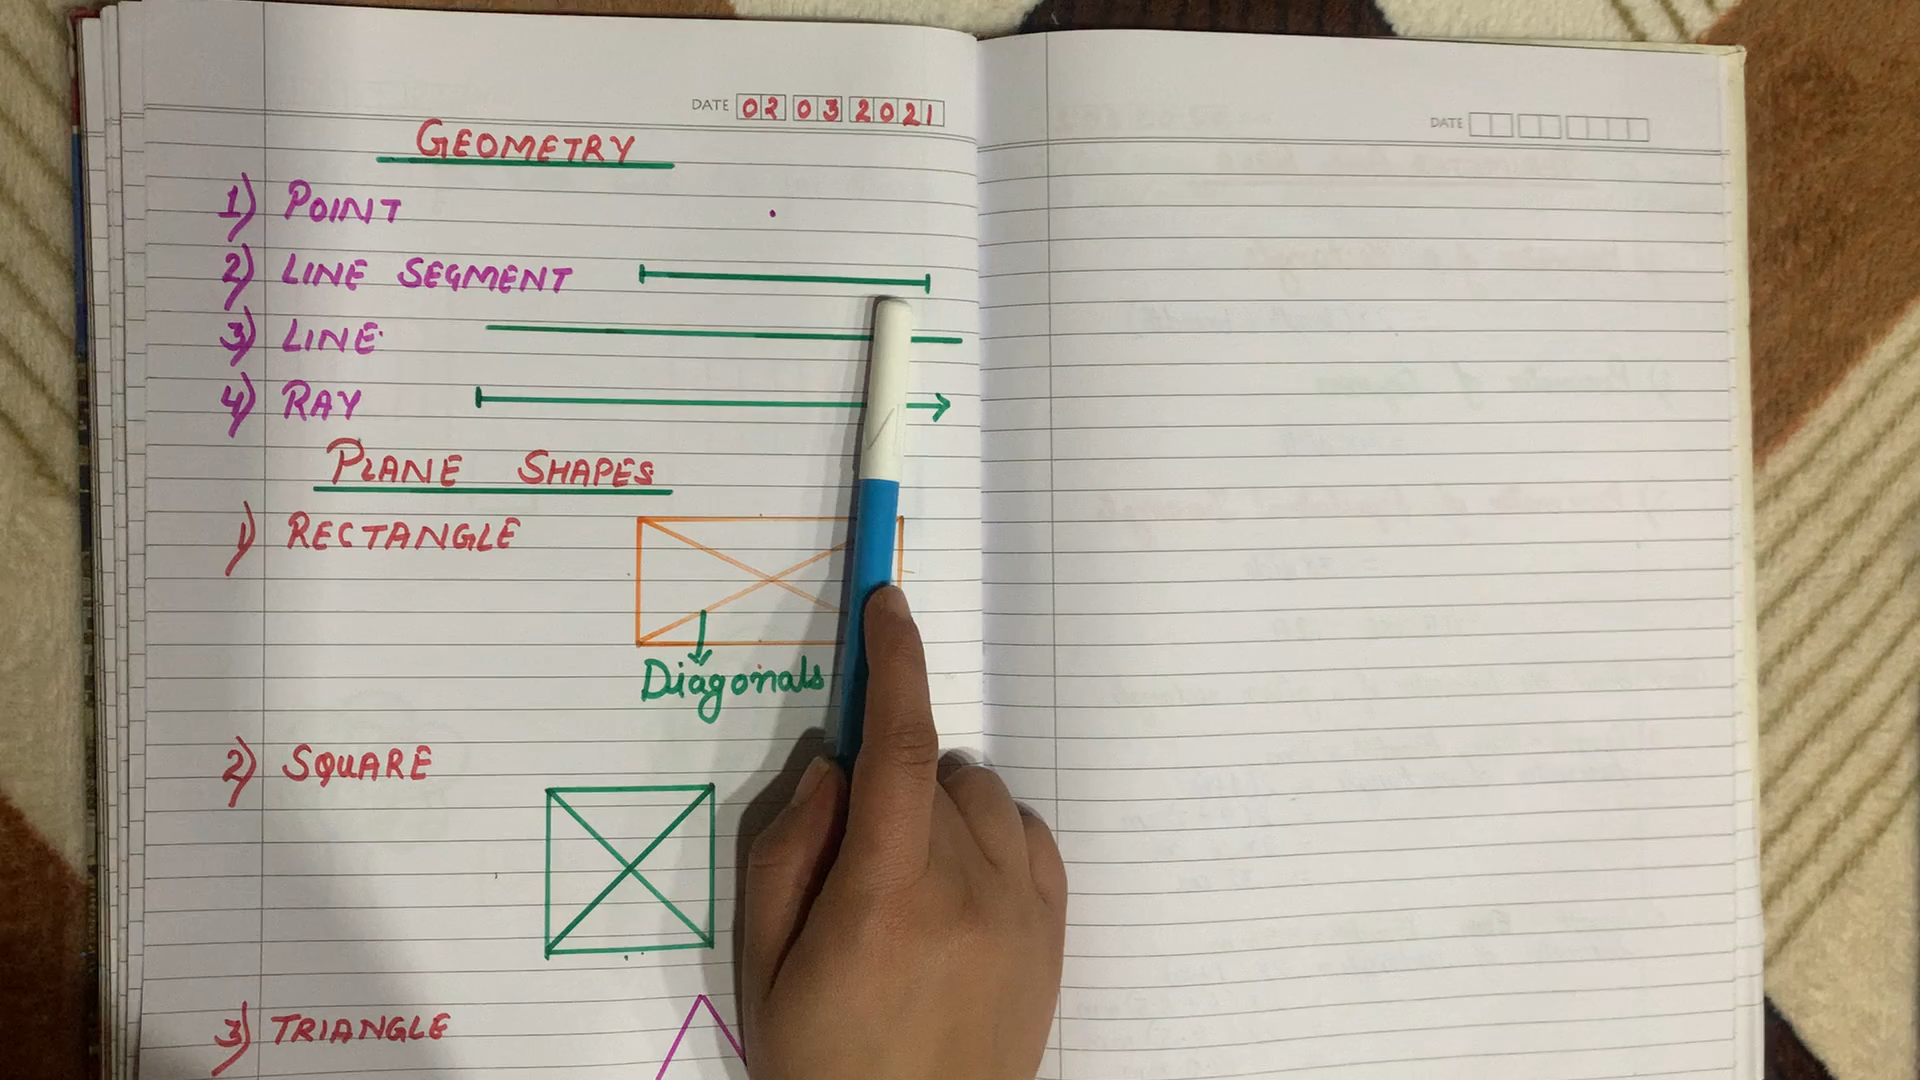 DATE 02 03 2021
GEOMETRY
1) POINT
2) LINE SEGMENT
3) LINE
4) RAY
PLANE SHAPES
1) RECTANGLE
Diagonals
2) SQUARE
3) TRIANGLE
DATE